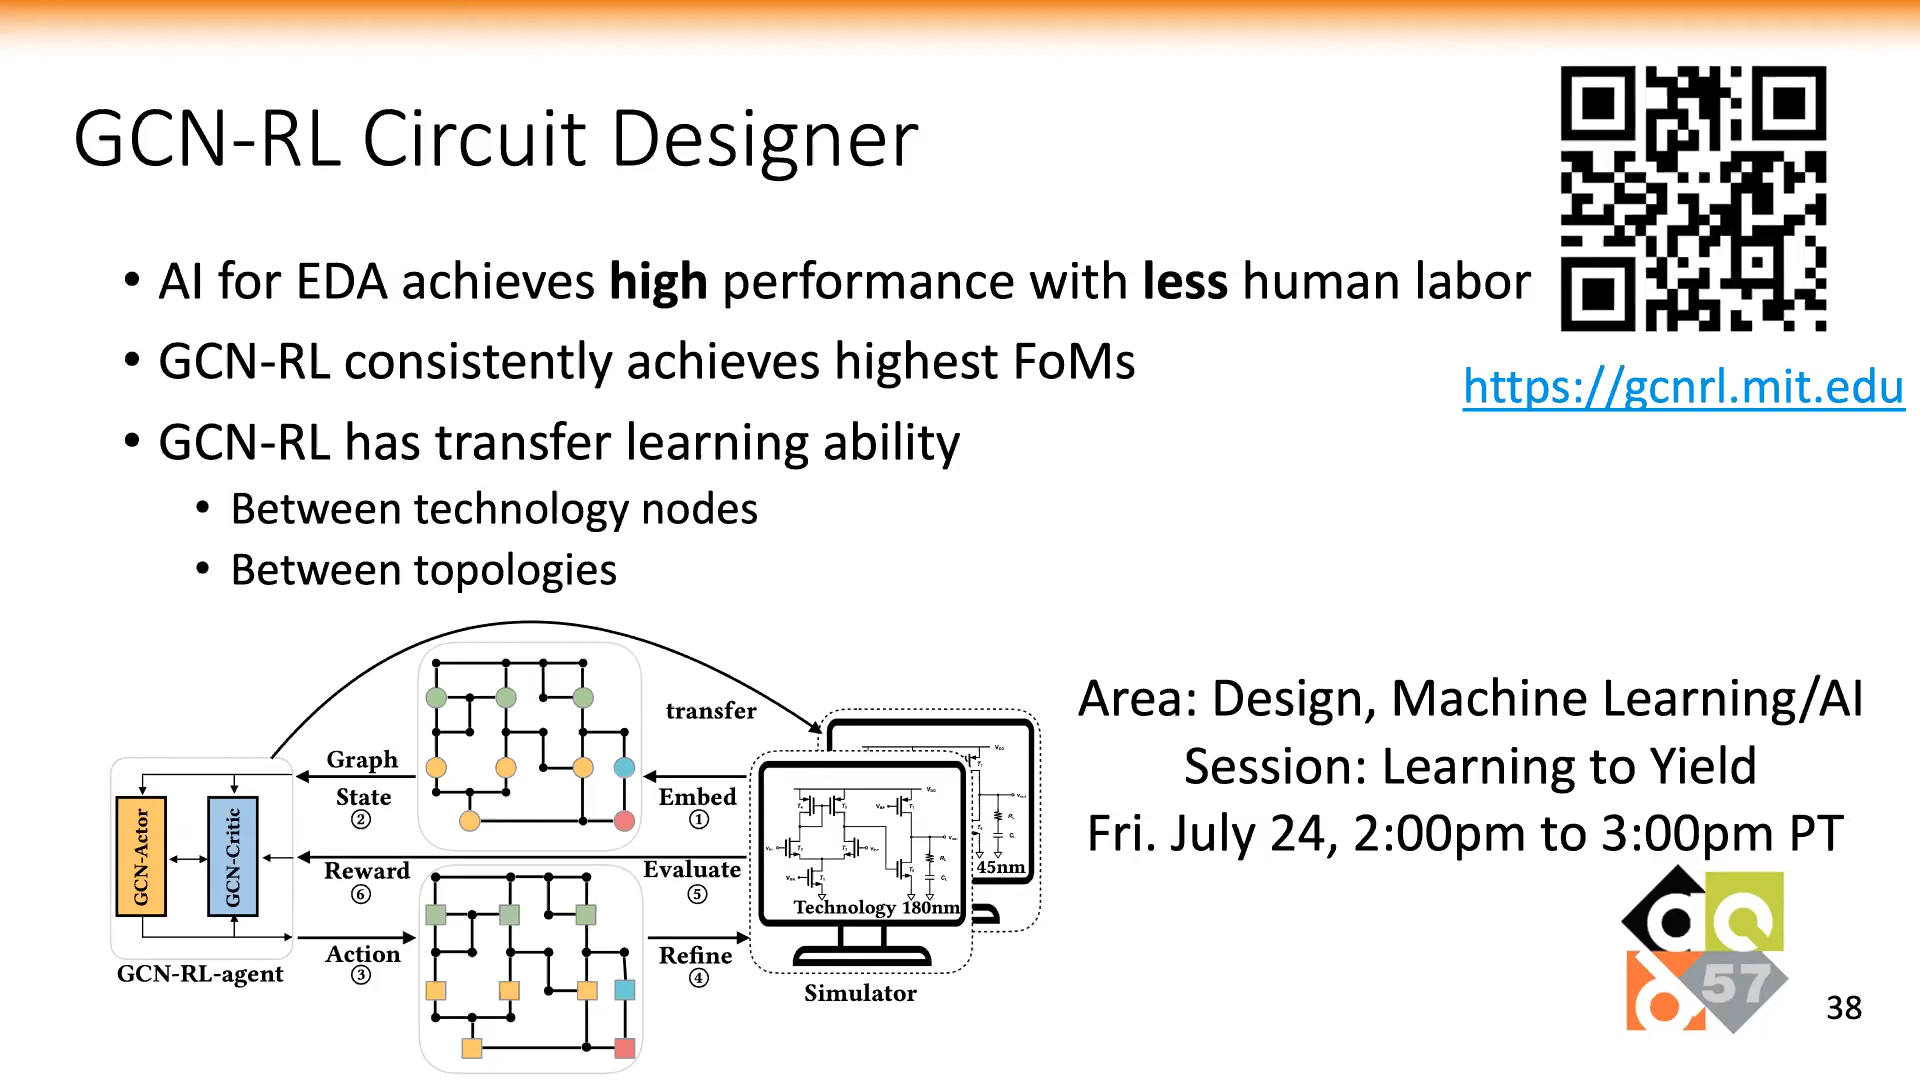 GCN-RL Circuit Designer
• AI for EDA achieves high performance with less human labor
• GCN-RL consistently achieves highest FoMs
• GCN-RL has transfer learning ability
• Between technology nodes
• Between topologies
https://gcnrl.mit.edu
transfer
Graph
State
②
Embed
①
GCN-Actor
GCN-Critic
Reward
⑥
Evaluate
⑤
Action
③
Refine
④
GCN-RL-agent
45nm
Technology 180nm
Simulator
Area: Design, Machine Learning/AI
Session: Learning to Yield
Fri. July 24, 2:00pm to 3:00pm PT
57
38